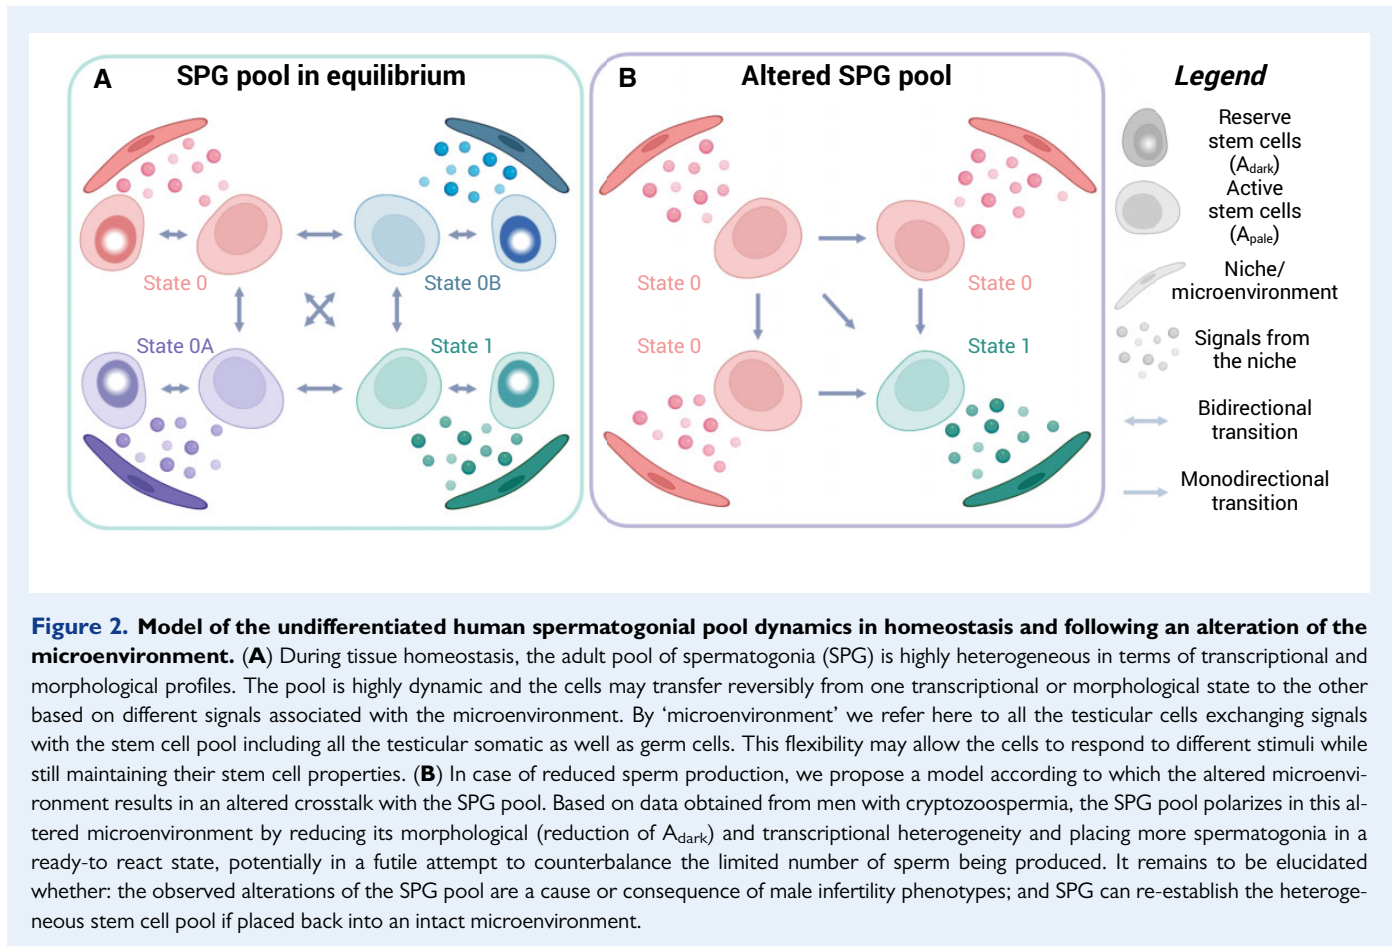 A
SPG pool in equilibrium
State 0
State 0B
State 0A
State 1
B
Altered SPG pool
State 0
State 0
State 0
State 1
Legend
Reserve
stem cells
(Adark)
Active
stem cells
(Apale)
Niche/
microenvironment
Signals from
the niche
Bidirectional
transition
Monodirectional
transition
Figure 2. Model of the undifferentiated human spermatogonial pool dynamics in homeostasis and following an alteration of the
microenvironment. (A) During tissue homeostasis, the adult pool of spermatogonia (SPG) is highly heterogeneous in terms of transcriptional and
morphological profiles. The pool is highly dynamic and the cells may transfer reversibly from one transcriptional or morphological state to the other
based on different signals associated with the microenvironment. By ‘microenvironment’ we refer here to all the testicular cells exchanging signals
with the stem cell pool including all the testicular somatic as well as germ cells. This flexibility may allow the cells to respond to different stimuli while
still maintaining their stem cell properties. (B) In case of reduced sperm production, we propose a model according to which the altered microenvi-
ronment results in an altered crosstalk with the SPG pool. Based on data obtained from men with cryptozoospermia, the SPG pool polarizes in this al-
tered microenvironment by reducing its morphological (reduction of Adark) and transcriptional heterogeneity and placing more spermatogonia in a
ready-to react state, potentially in a futile attempt to counterbalance the limited number of sperm being produced. It remains to be elucidated
whether: the observed alterations of the SPG pool are a cause or consequence of male infertility phenotypes; and SPG can re-establish the heteroge-
neous stem cell pool if placed back into an intact microenvironment.